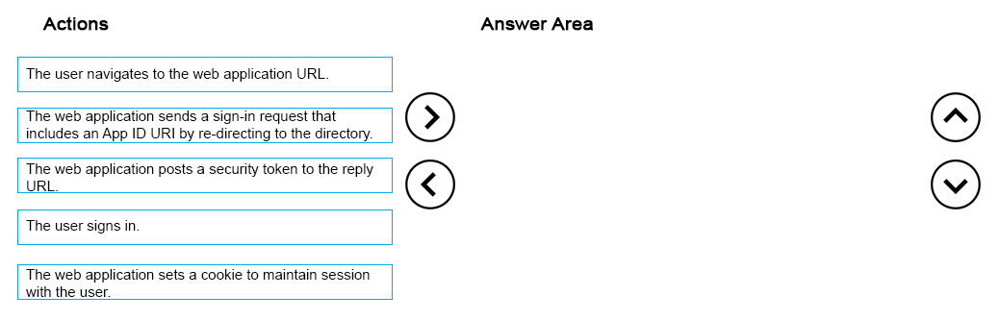 Actions
Answer Area
The user navigates to the web application URL.
The web application sends a sign-in request that
includes an App ID URI by re-directing to the directory.
The web application posts a security token to the reply
URL.
The user signs in.
The web application sets a cookie to maintain session
with the user.